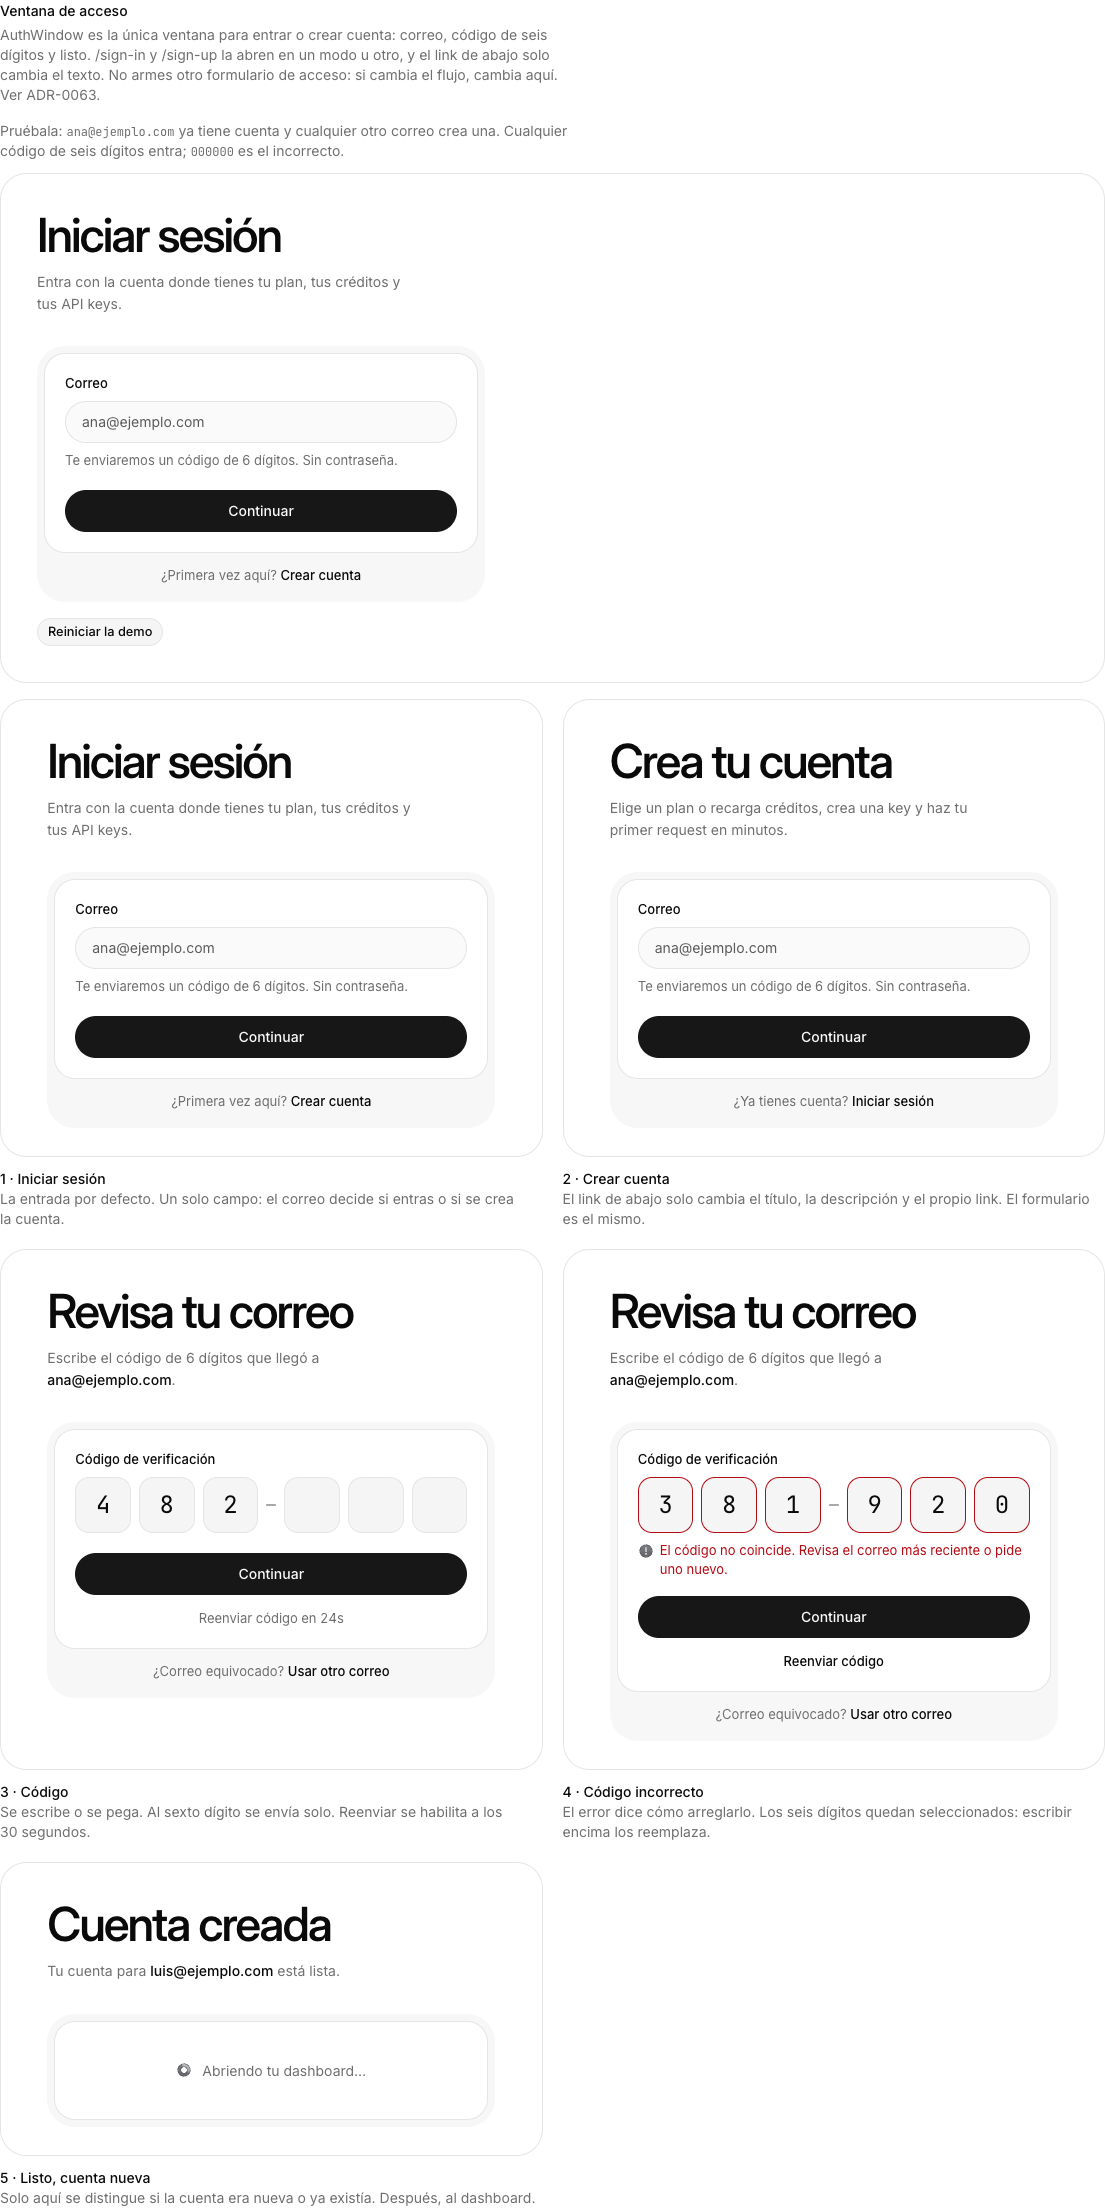 Ventana de acceso
AuthWindow es la única ventana para entrar o crear cuenta: correo, código de seis
dígitos y listo. /sign-in y /sign-up la abren en un modo u otro, y el link de abajo solo
cambia el texto. No armes otro formulario de acceso: si cambia el flujo, cambia aquí.
Ver ADR-0063.
Pruébala: ana@ejemplo.com ya tiene cuenta y cualquier otro correo crea una. Cualquier
código de seis dígitos entra; 000000 es el incorrecto.
Iniciar sesión
Entra con la cuenta donde tienes tu plan, tus créditos y
tus API keys.
Correo
ana@ejemplo.com
Te enviaremos un código de 6 dígitos. Sin contraseña.
Continuar
¿Primera vez aquí? Crear cuenta
Reiniciar la demo
Iniciar sesión
Entra con la cuenta donde tienes tu plan, tus créditos y
tus API keys.
Correo
ana@ejemplo.com
Te enviaremos un código de 6 dígitos. Sin contraseña.
Continuar
¿Primera vez aquí? Crear cuenta
1 · Iniciar sesión
La entrada por defecto. Un solo campo: el correo decide si entras o si se crea
la cuenta.
Crea tu cuenta
Elige un plan o recarga créditos, crea una key y haz tu
primer request en minutos.
Correo
ana@ejemplo.com
Te enviaremos un código de 6 dígitos. Sin contraseña.
Continuar
¿Ya tienes cuenta? Iniciar sesión
2 · Crear cuenta
El link de abajo solo cambia el título, la descripción y el propio link. El formulario
es el mismo.
Revisa tu correo
Escribe el código de 6 dígitos que llegó a
ana@ejemplo.com.
Código de verificación
4 8 2 –
Continuar
Reenviar código en 24s
¿Correo equivocado? Usar otro correo
3 · Código
Se escribe o se pega. Al sexto dígito se envía solo. Reenviar se habilita a los
30 segundos.
Revisa tu correo
Escribe el código de 6 dígitos que llegó a
ana@ejemplo.com.
Código de verificación
3 8 1 – 9 2 0
El código no coincide. Revisa el correo más reciente o pide
uno nuevo.
Continuar
Reenviar código
¿Correo equivocado? Usar otro correo
4 · Código incorrecto
El error dice cómo arreglarlo. Los seis dígitos quedan seleccionados: escribir
encima los reemplaza.
Cuenta creada
Tu cuenta para luis@ejemplo.com está lista.
Abriendo tu dashboard...
5 · Listo, cuenta nueva
Solo aquí se distingue si la cuenta era nueva o ya existía. Después, al dashboard.